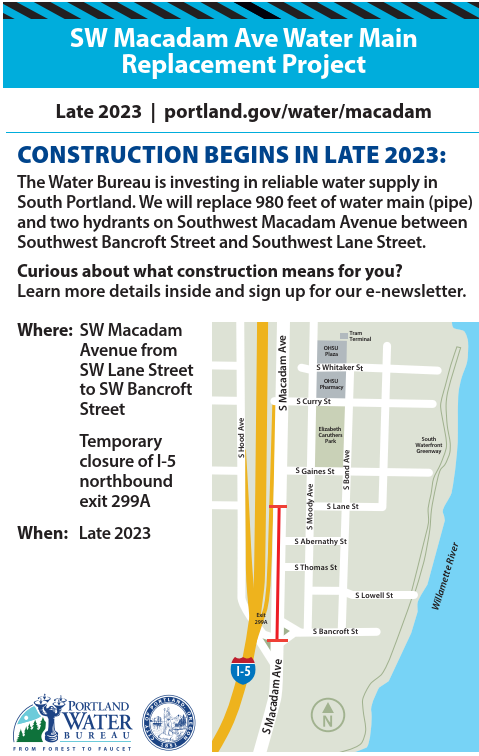 SW Macadam Ave Water Main
Replacement Project
Late 2023 | portland.gov/water/macadam
CONSTRUCTION BEGINS IN LATE 2023:
The Water Bureau is investing in reliable water supply in
South Portland. We will replace 980 feet of water main (pipe)
and two hydrants on Southwest Macadam Avenue between
Southwest Bancroft Street and Southwest Lane Street.
Curious about what construction means for you?
Learn more details inside and sign up for our e-newsletter.
Where: SW Macadam
Avenue from
SW Lane Street
to SW Bancroft
Street
Temporary
closure of I-5
northbound
exit 299A
When: Late 2023
Tram
Terminal
OHSU
Plaza
S Whitaker St
OHSU
Pharmacy
S Curry St
S Macadam Ave
S Hood Ave
Elizabeth
Caruthers
Park
South
Waterfront
Greenway
S Gaines St
S Bond Ave
S Moody Ave
S Lane St
S Abernathy St
S Thomas St
Willamette River
S Lowell St
Exit
299A
S Bancroft St
I-5
S Macadam Ave
N
PORTLAND
WATER
BUREAU
FROM FOREST TO FAUCET